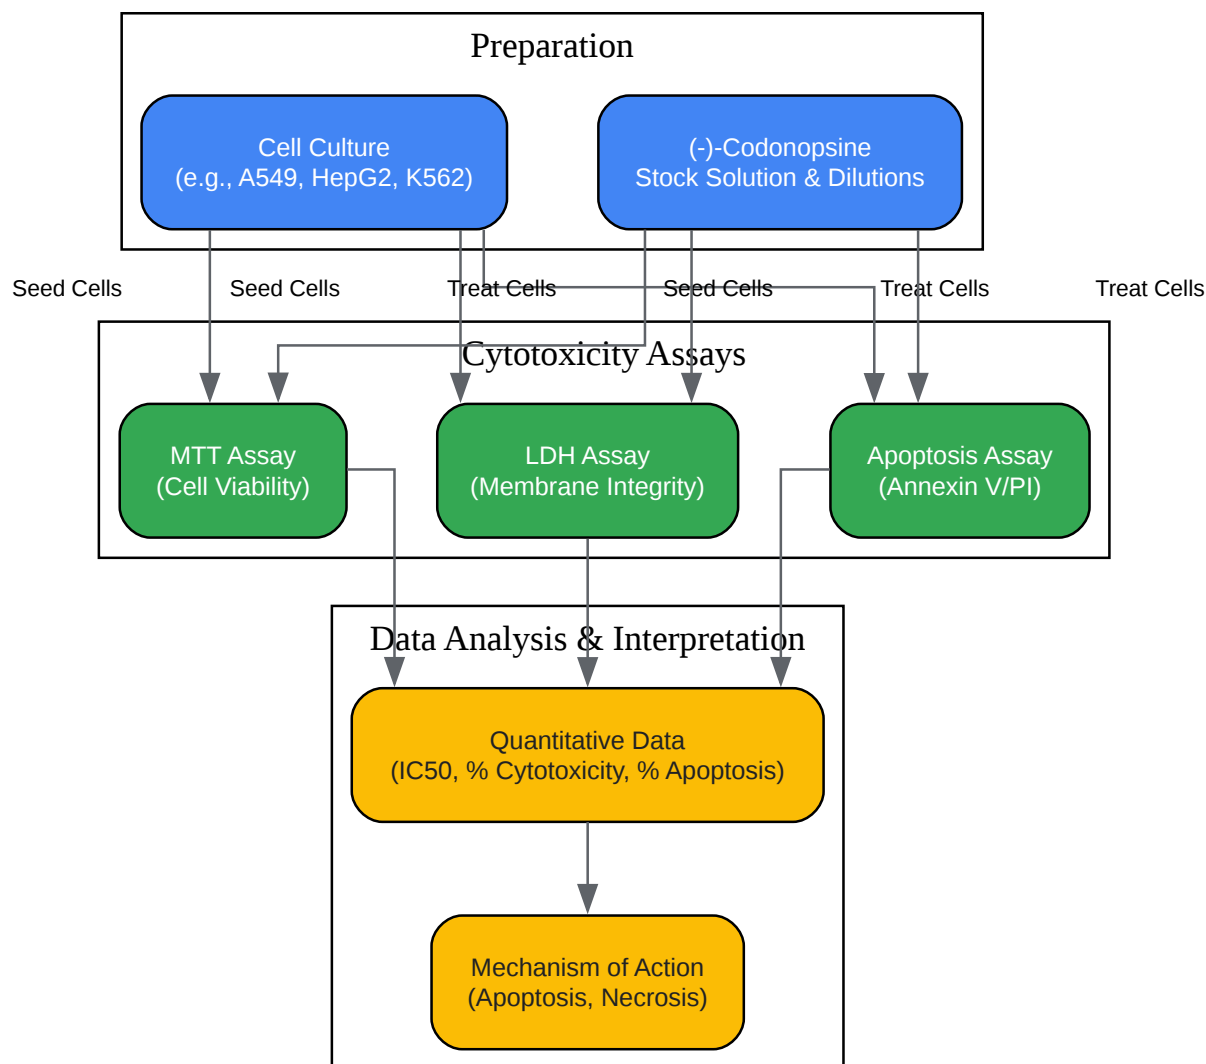 Preparation
Cell Culture
(e.g., A549, HepG2, K562)
(-)-Codonopsine
Stock Solution & Dilutions
Seed Cells
Seed Cells
Treat Cells
Seed Cells
Treat Cells
Treat Cells
Cytotoxicity Assays
MTT Assay
(Cell Viability)
LDH Assay
(Membrane Integrity)
Apoptosis Assay
(Annexin V/PI)
Data Analysis & Interpretation
Quantitative Data
(IC50, % Cytotoxicity, % Apoptosis)
Mechanism of Action
(Apoptosis, Necrosis)